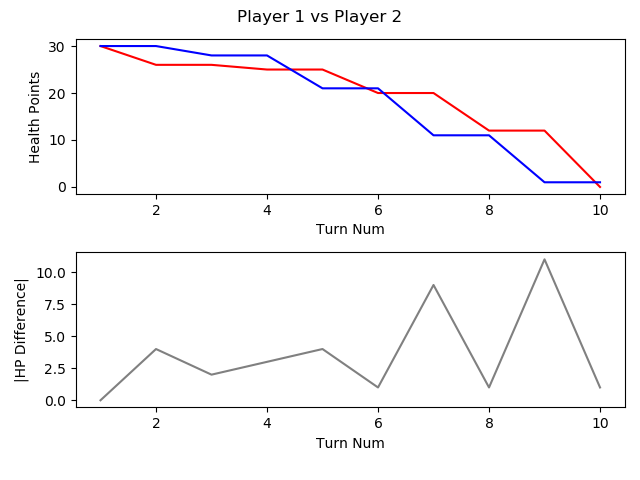 Player 1 vs Player 2
30
20
10
0
Health Points
2 4 6 8 10
Turn Num
10.0
7.5
5.0
2.5
0.0
|HP Difference|
2 4 6 8 10
Turn Num